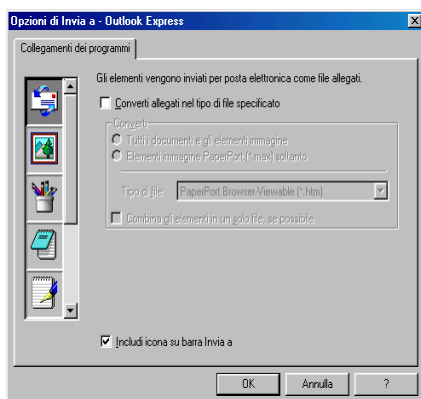 Opzioni di Invia a - Outlook Express
Collegamenti dei programmi
Gli elementi vengono inviati per posta elettronica come file allegati.
Converti allegati nel tipo di file specificato
Converti
Tutti i documenti e gli elementi immagine
Elementi immagine PaperPort (*.max) soltanto
Tipo di file: PaperPort Browser-Viewable (*.htm)
Combina gli elementi in un solo file, se possibile
Includi icona su barra Invia a
OK Annulla ?